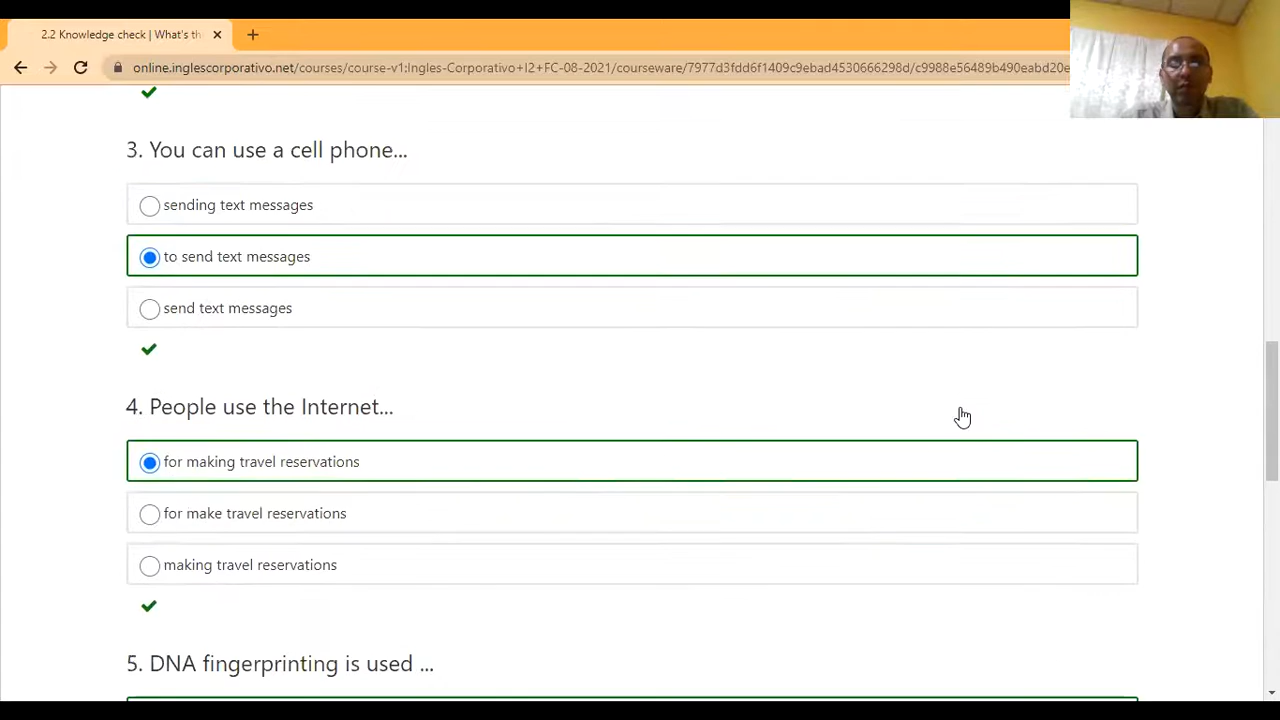 2.2 Knowledge check | What's th
online.inglescorporativo.net/courses/course-v1:Ingles-Corporativo+I2+FC-08-2021/courseware/7977d3fdd6f1409c9ebad4530666298d/c9988e56489b490eabd20e
3. You can use a cell phone...
sending text messages
to send text messages
send text messages
4. People use the Internet...
for making travel reservations
for make travel reservations
making travel reservations
5. DNA fingerprinting is used ...